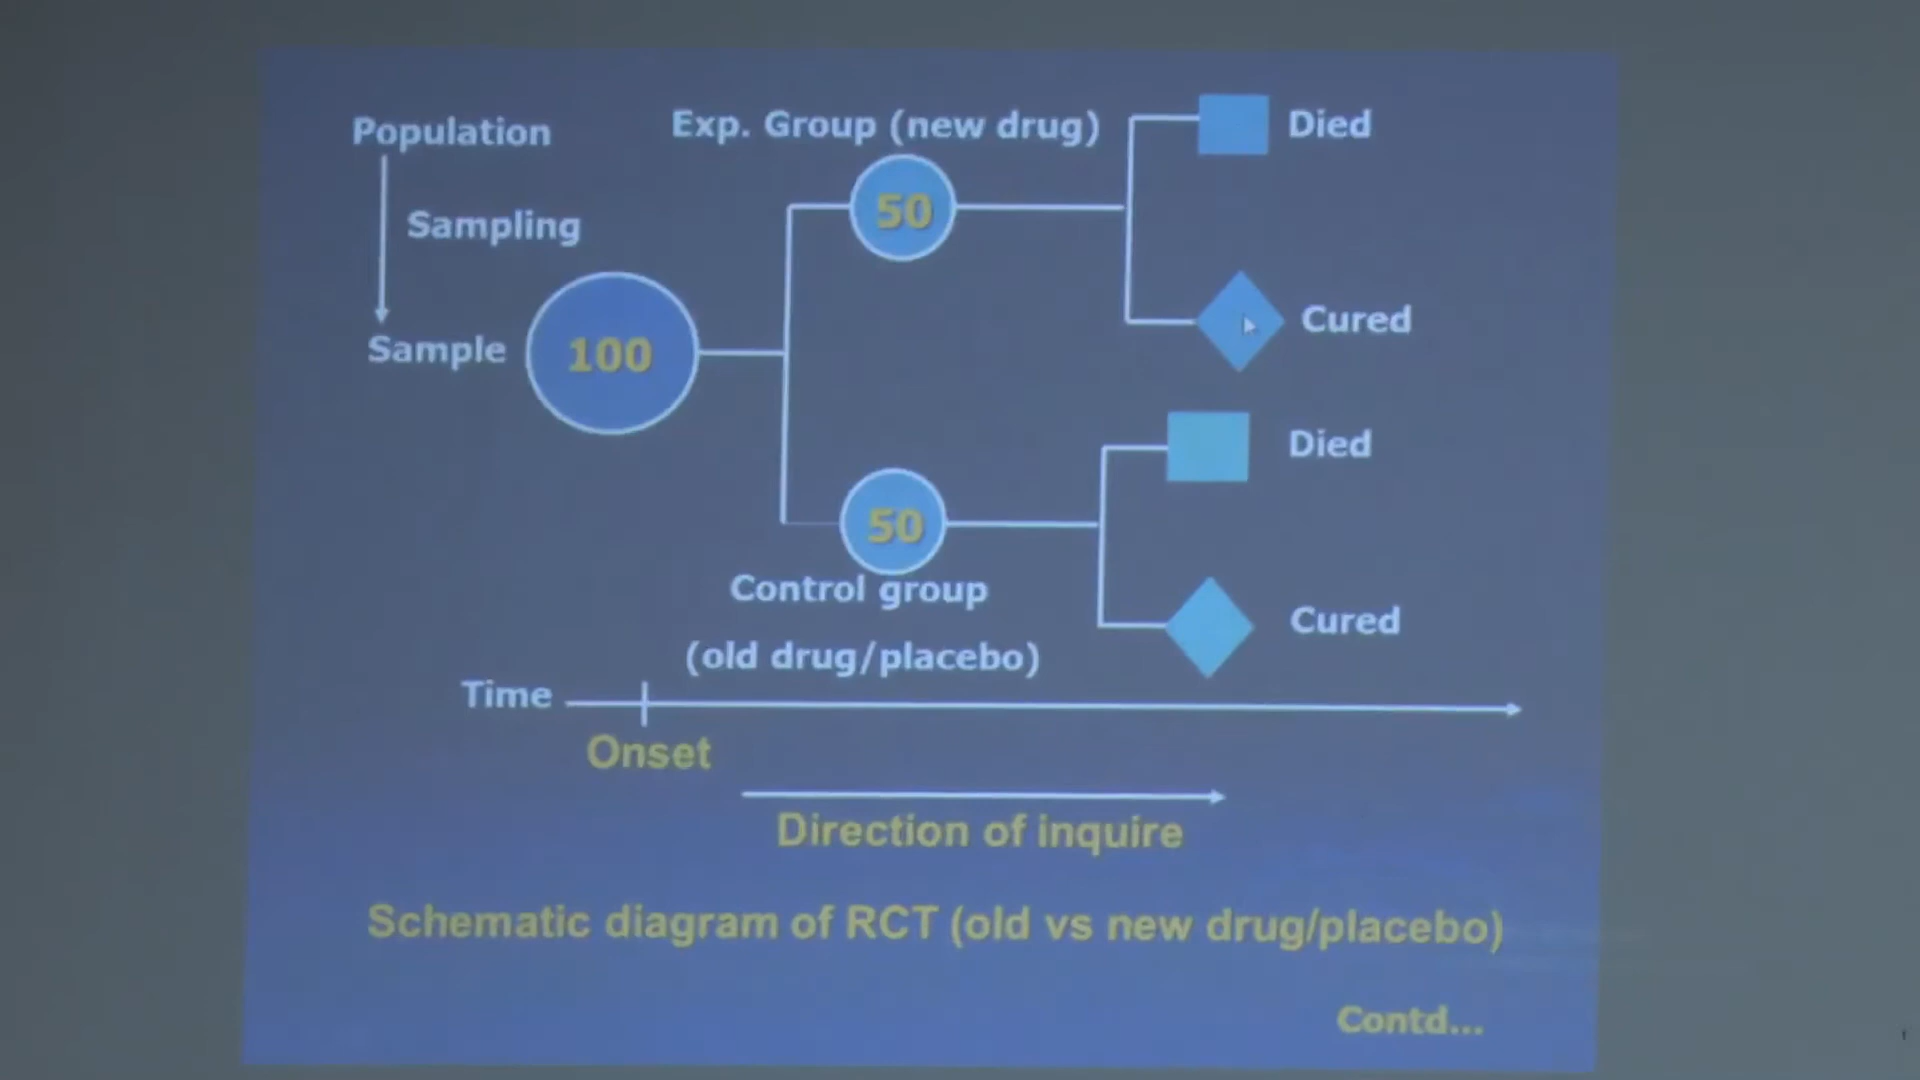 Population
Exp. Group (new drug)
Died
50
Sampling
Sample
100
Cured
Died
50
Control group
(old drug/placebo)
Cured
Time
Onset
Direction of inquire
Schematic diagram of RCT (old vs new drug/placebo)
Contd...